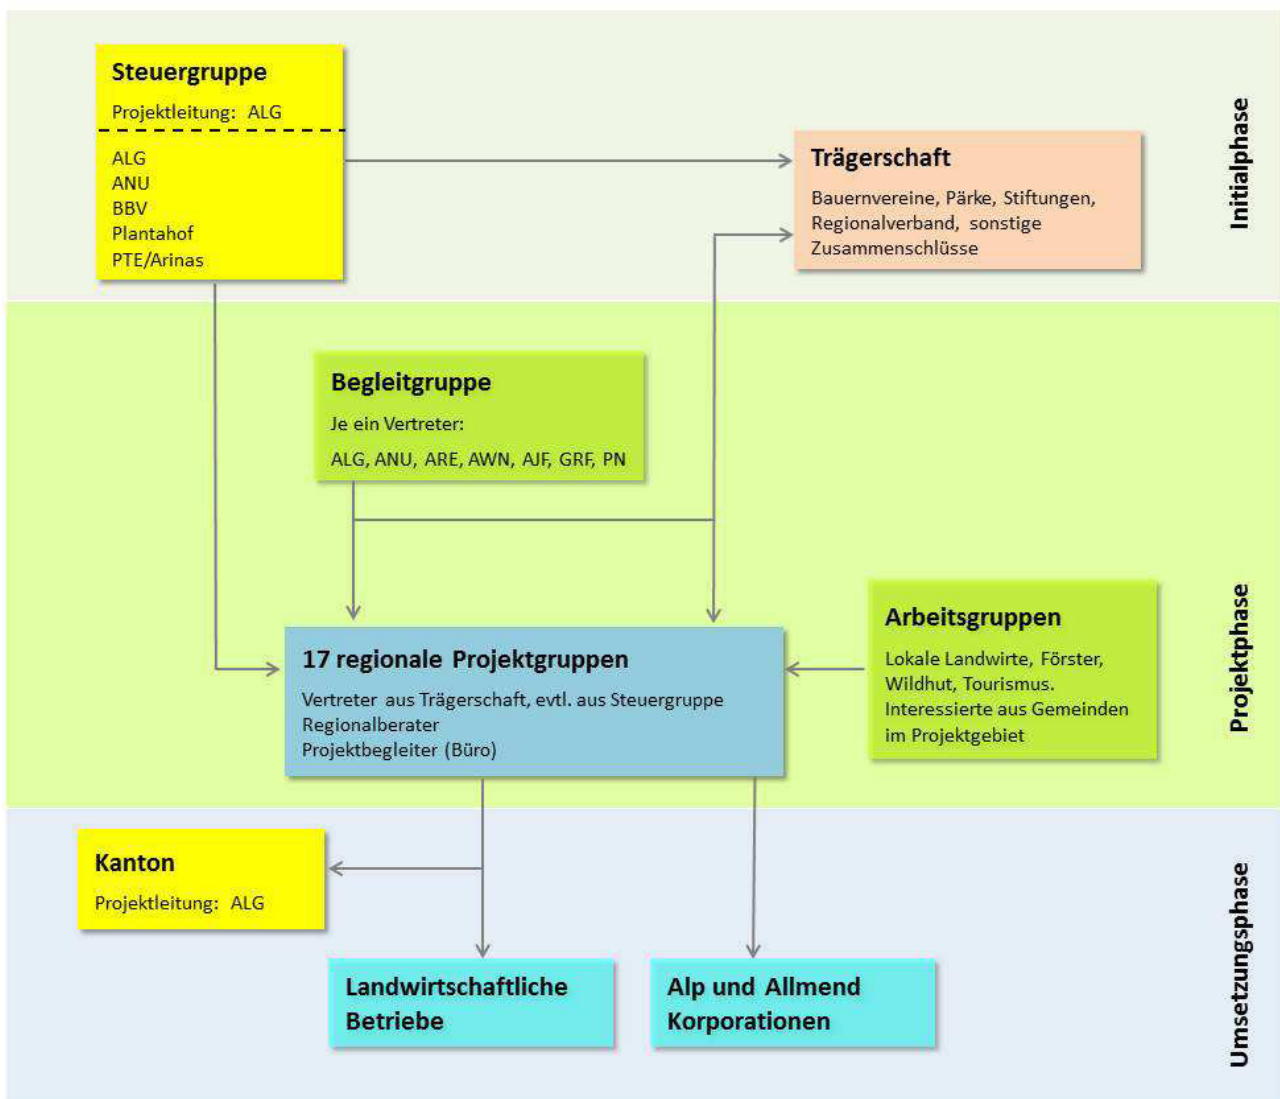 Steuergruppe
Projektleitung: ALG
ALG
ANU
BBV
Plantahof
PTE/Arinas
Trägerschaft
Bauernvereine, Pärke, Stiftungen,
Regionalverband, sonstige
Zusammenschlüsse
Initialphase
Begleitgruppe
Je ein Vertreter:
ALG, ANU, ARE, AWN, AJF, GRF, PN
17 regionale Projektgruppen
Vertreter aus Trägerschaft, evtl. aus Steuergruppe
Regionalberater
Projektbegleiter (Büro)
Arbeitsgruppen
Lokale Landwirte, Förster,
Wildhut, Tourismus.
Interessierte aus Gemeinden
im Projektgebiet
Projektphase
Kanton
Projektleitung: ALG
Landwirtschaftliche
Betriebe
Alp und Allmend
Korporationen
Umsetzungsphase